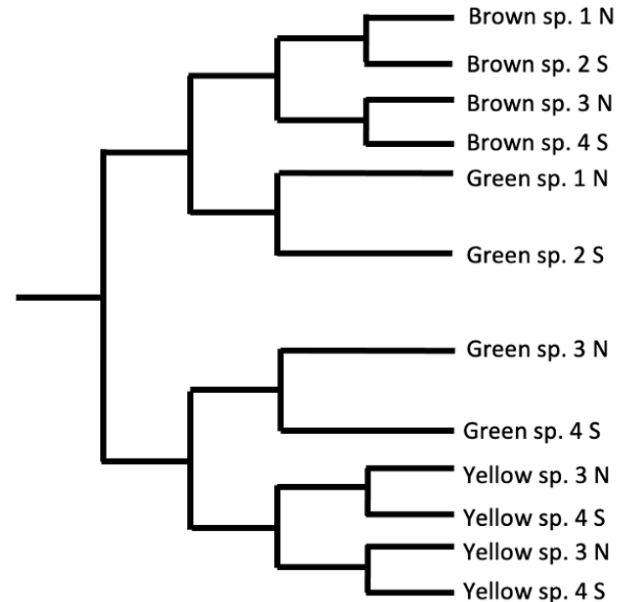 Brown sp. 1 N
Brown sp. 2 S
Brown sp. 3 N
Brown sp. 4 S
Green sp. 1 N
Green sp. 2 S
Green sp. 3 N
Green sp. 4 S
Yellow sp. 3 N
Yellow sp. 4 S
Yellow sp. 3 N
Yellow sp. 4 S